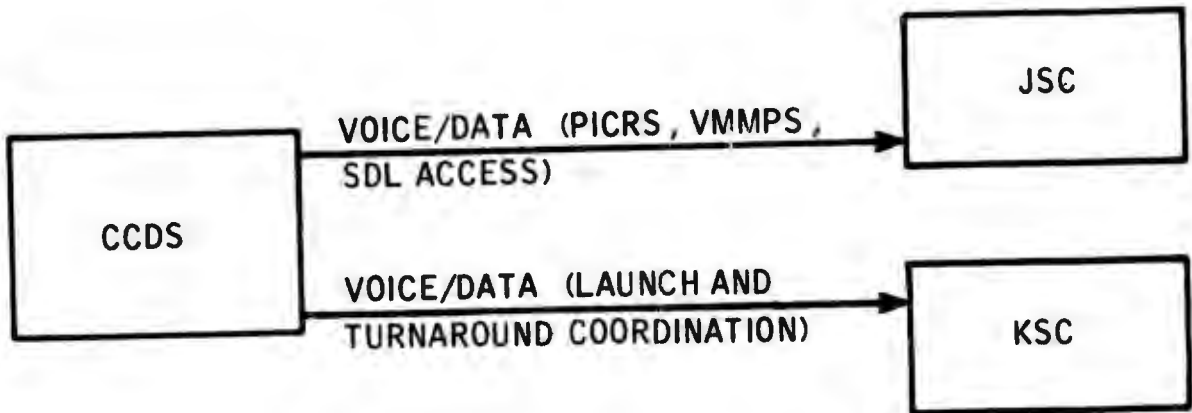 JSC
VOICE/DATA (PICRS, VMMPS,
SDL ACCESS)
CCDS
VOICE/DATA (LAUNCH AND
TURNAROUND COORDINATION)
KSC